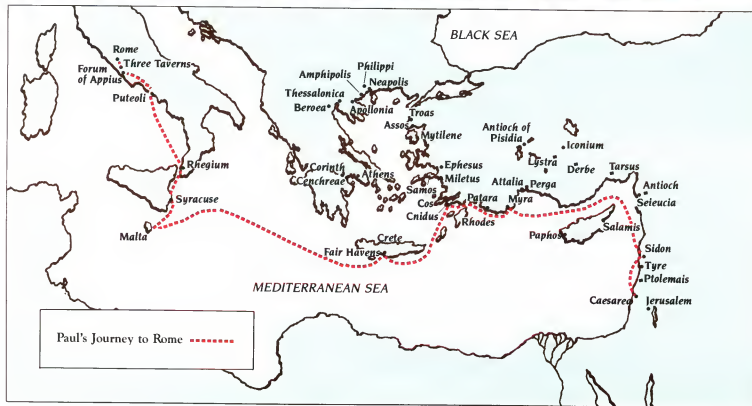 BLACK SEA
Rome
Three Taverns
Forum
of Appius
Puteoli
Philippi
Amphipolis
Neapolis
Thessalonica
Beroea
Apollonia
Troas
Assos
Mytilene
Antioch of
Pisidia
Iconium
Lystra
Derbe
Tarsus
Rhegium
Corinth
Cenchreae
Athens
Ephesus
Miletus
Samos
Attalia
Perga
Antioch
Seleucia
Syracuse
Cos
Cnidus
Patara
Myra
Rhodes
Malta
Crete
Fair Havens
Paphos
Salamis
Sidon
Tyre
Ptolemais
MEDITERRANEAN SEA
Caesarea
Jerusalem
Paul's Journey to Rome